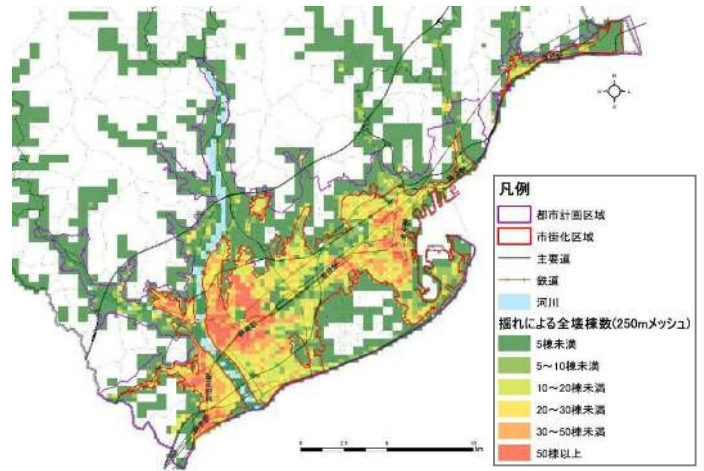 凡例
都市計画区域
市街化区域
主要道
鉄道
河川
揺れによる全壊棟数(250mメッシュ)
5棟未満
5～10棟未満
10～20棟未満
20～30棟未満
30～50棟未満
50棟以上